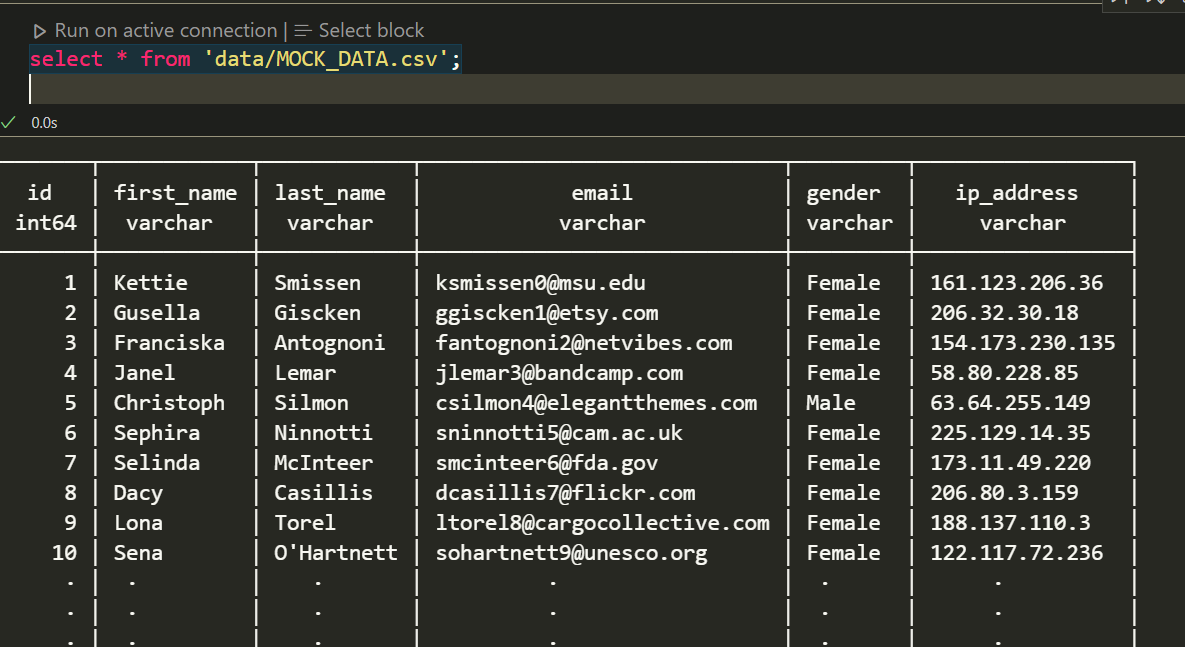 Run on active connection | Select block
select * from 'data/MOCK_DATA.csv';
0.0s
id first_name last_name email gender ip_address
int64 varchar varchar varchar varchar varchar
1 Kettie Smissen ksmissen0@msu.edu Female 161.123.206.36
2 Gusella Giscken ggiscken1@etsy.com Female 206.32.30.18
3 Franciska Antognoni fantognoni2@netvibes.com Female 154.173.230.135
4 Janel Lemar jlemar3@bandcamp.com Female 58.80.228.85
5 Christoph Silmon csilmon4@elegantthemes.com Male 63.64.255.149
6 Sephira Ninnotti sninnotti5@cam.ac.uk Female 225.129.14.35
7 Selinda McInteer smcinteer6@fda.gov Female 173.11.49.220
8 Dacy Casillis dcasillis7@flickr.com Female 206.80.3.159
9 Lona Torel ltorel8@cargocollective.com Female 188.137.110.3
10 Sena O'Hartnett sohartnett9@unesco.org Female 122.117.72.236
· · · · · ·
· · · · · ·
· · · · · ·